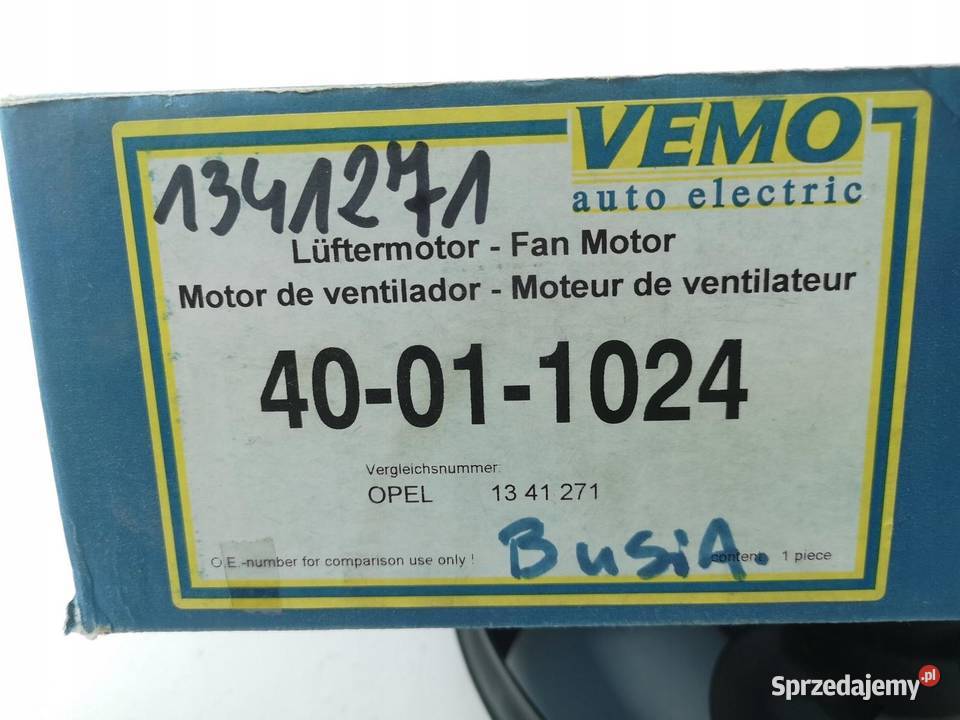 VEMO
auto electric
1341271
Lüftermotor - Fan Motor
Motor de ventilador - Moteur de ventilateur
40-01-1024
Vergleichsnummer:
OPEL 13 41 271
BusiA
O.E.-number for comparison use only ! content: 1 piece
Sprzedajemy.pl